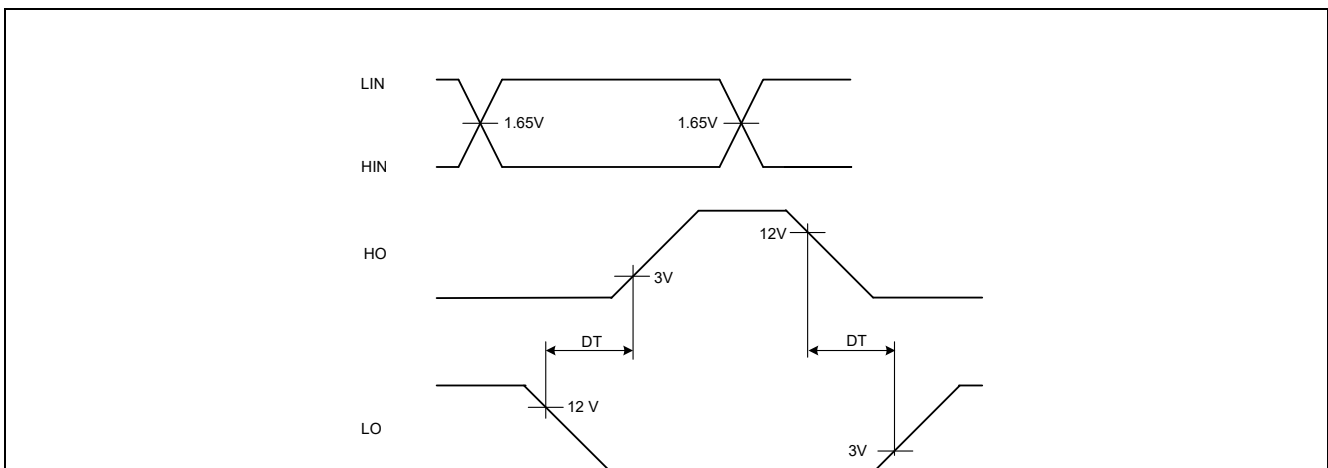 LIN
1.65V 1.65V
HIN
12V
HO
3V
DT DT
12 V
LO
3V